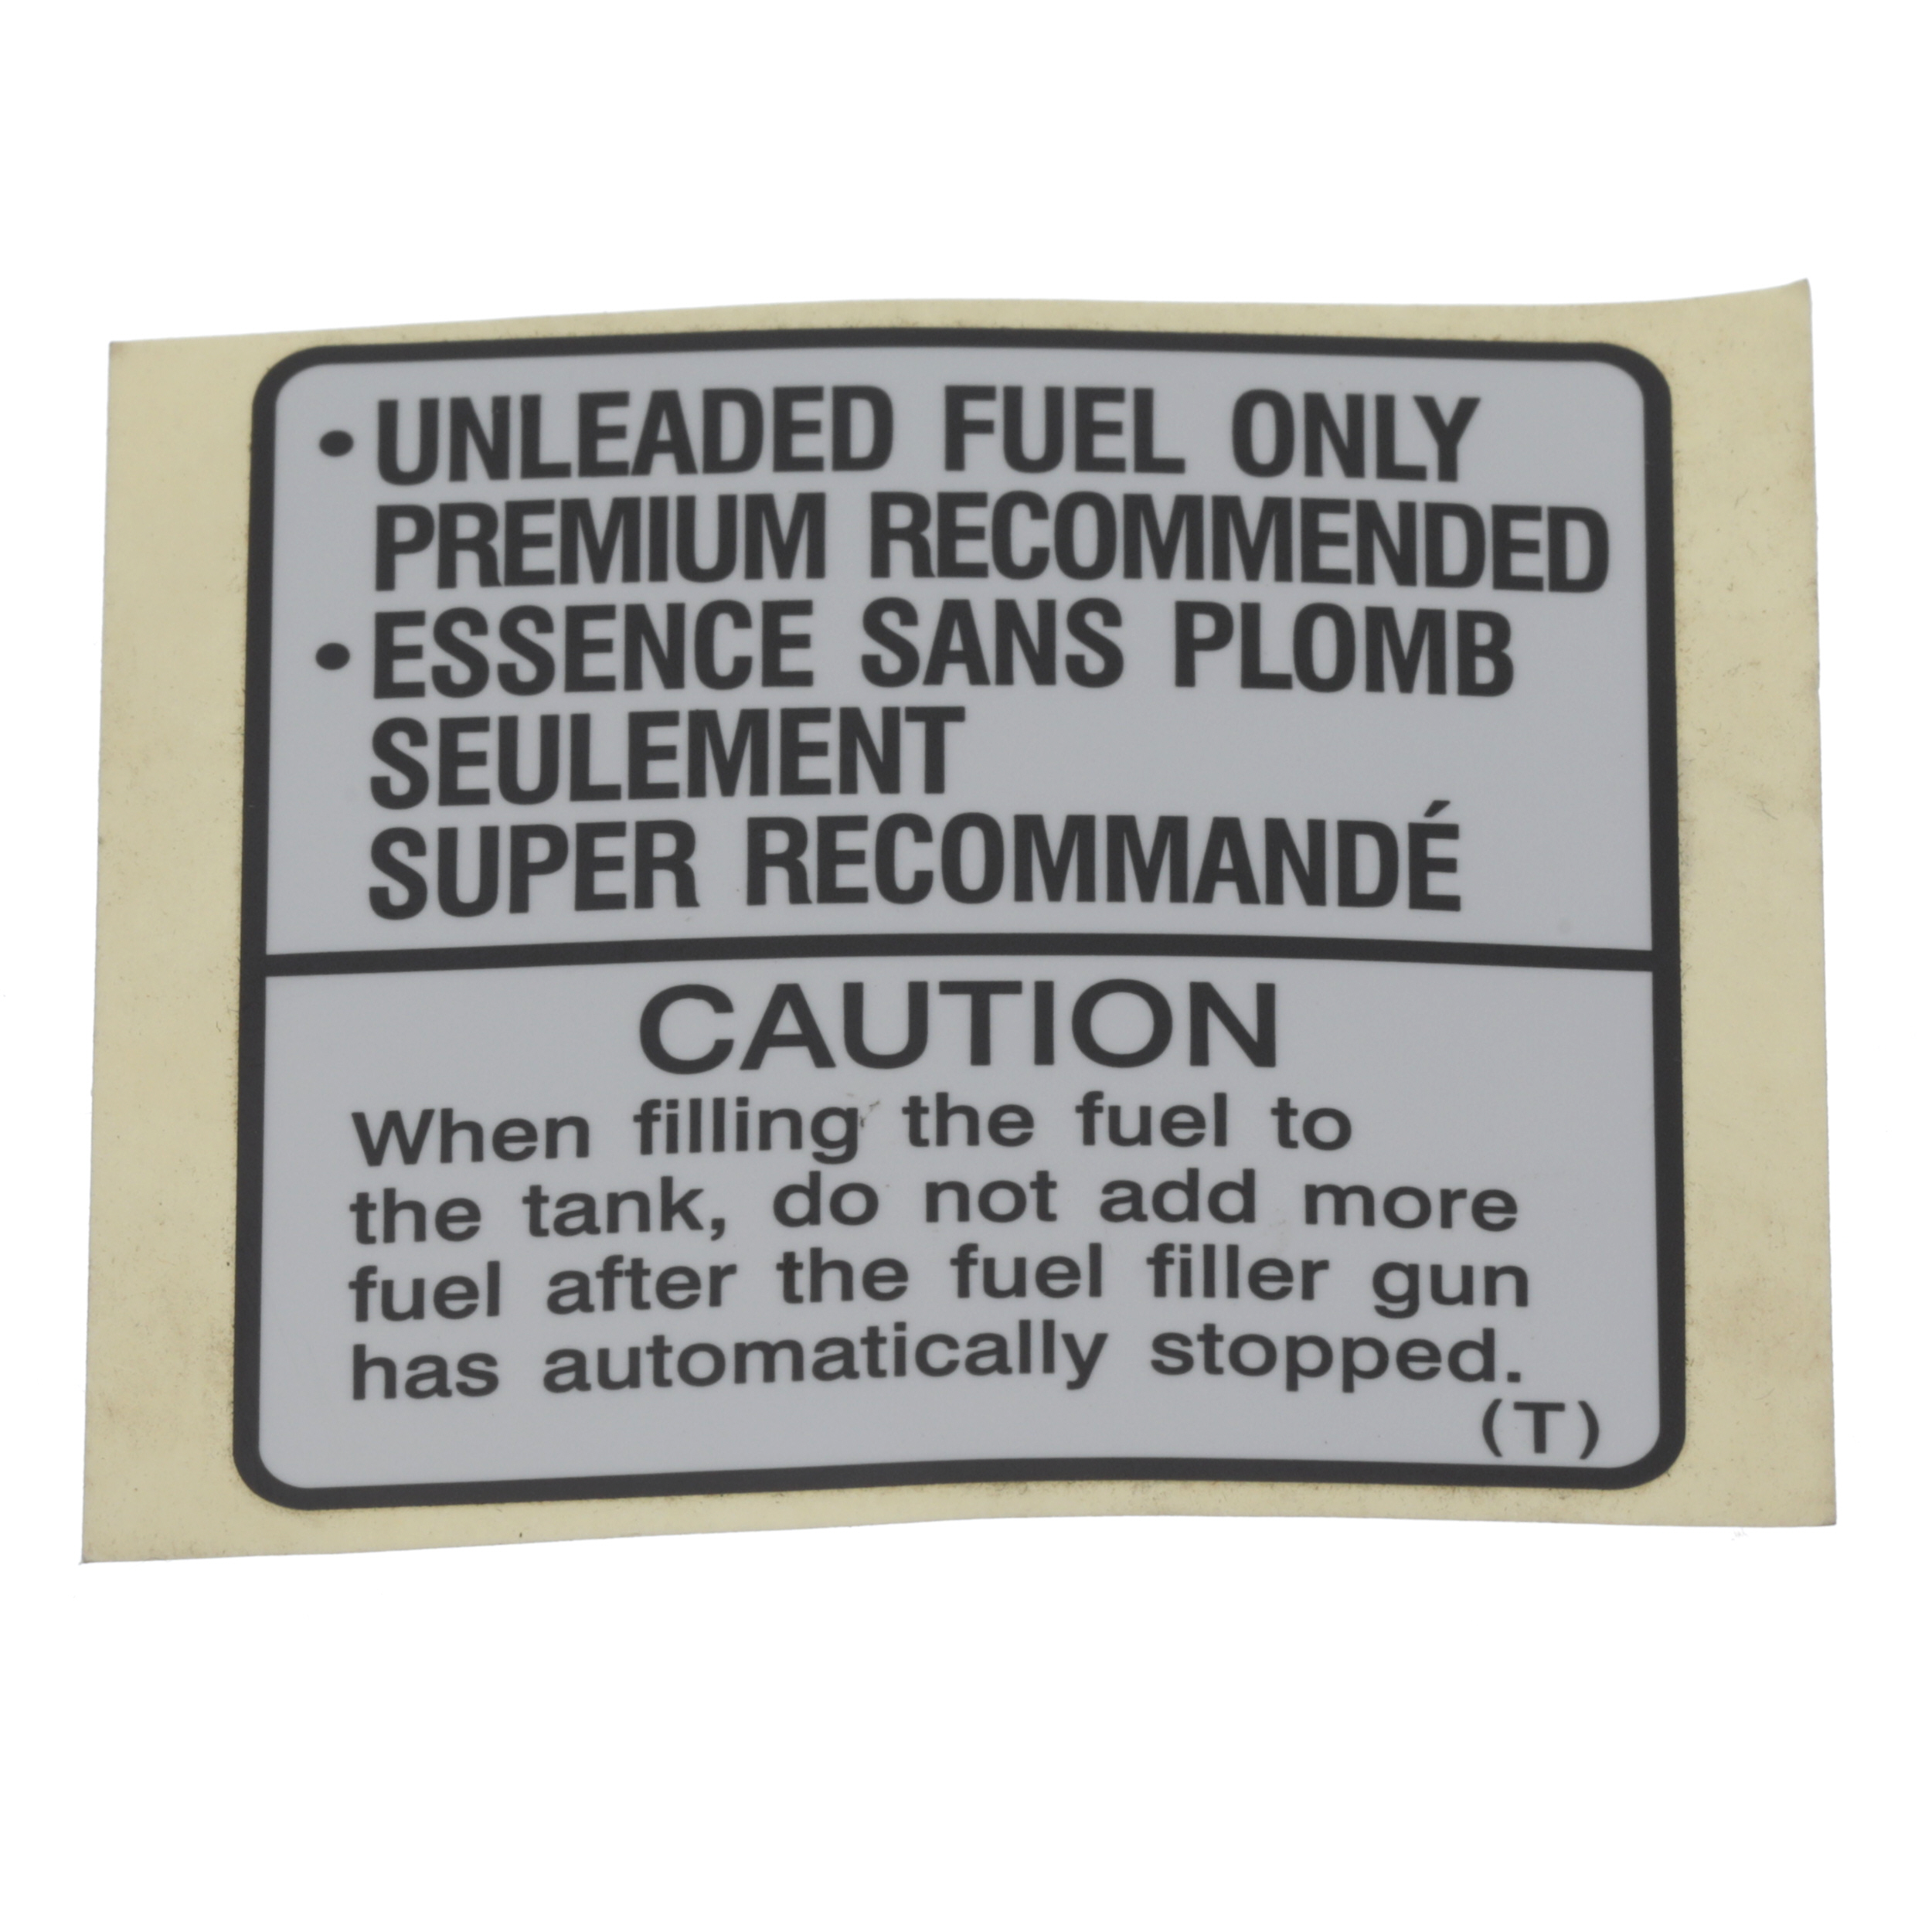 • UNLEADED FUEL ONLY
PREMIUM RECOMMENDED
• ESSENCE SANS PLOMB
SEULEMENT
SUPER RECOMMANDÉ
CAUTION
When filling the fuel to
the tank, do not add more
fuel after the fuel filler gun
has automatically stopped.
(T)